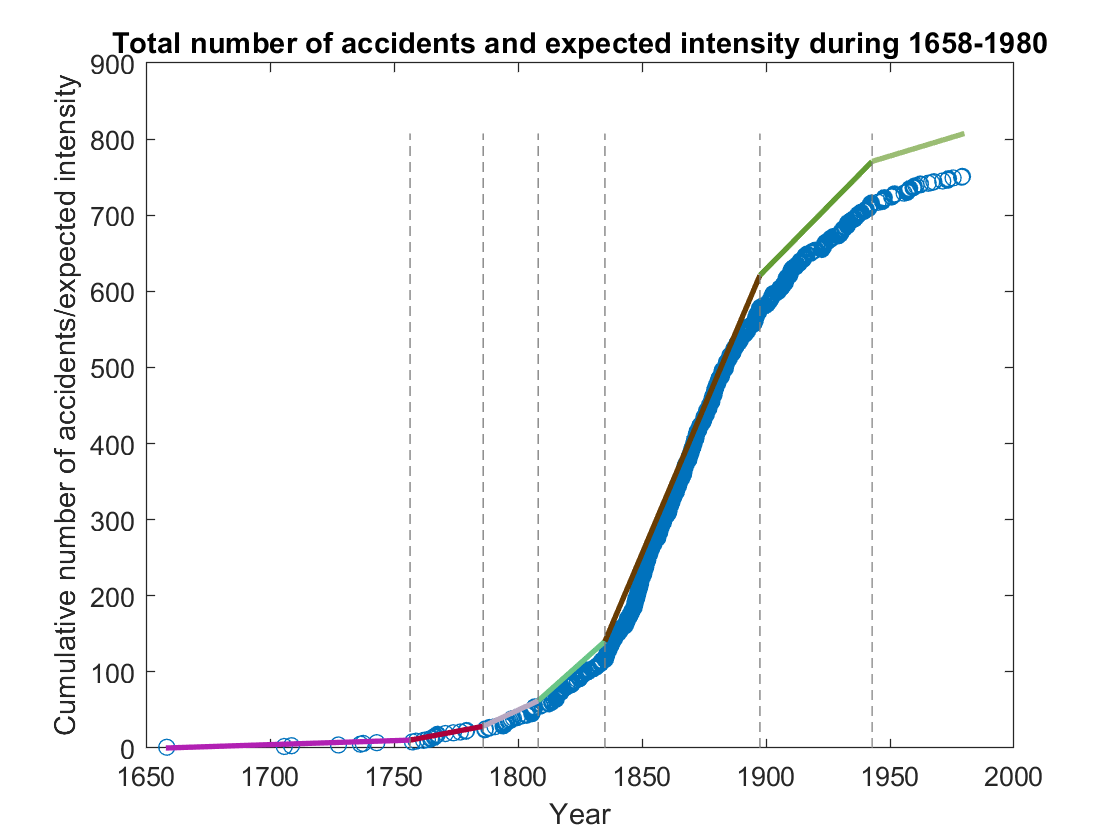 Total number of accidents and expected intensity during 1658-1980
Cumulative number of accidents/expected intensity
900
800
700
600
500
400
300
200
100
0
1650 1700 1750 1800 1850 1900 1950 2000
Year